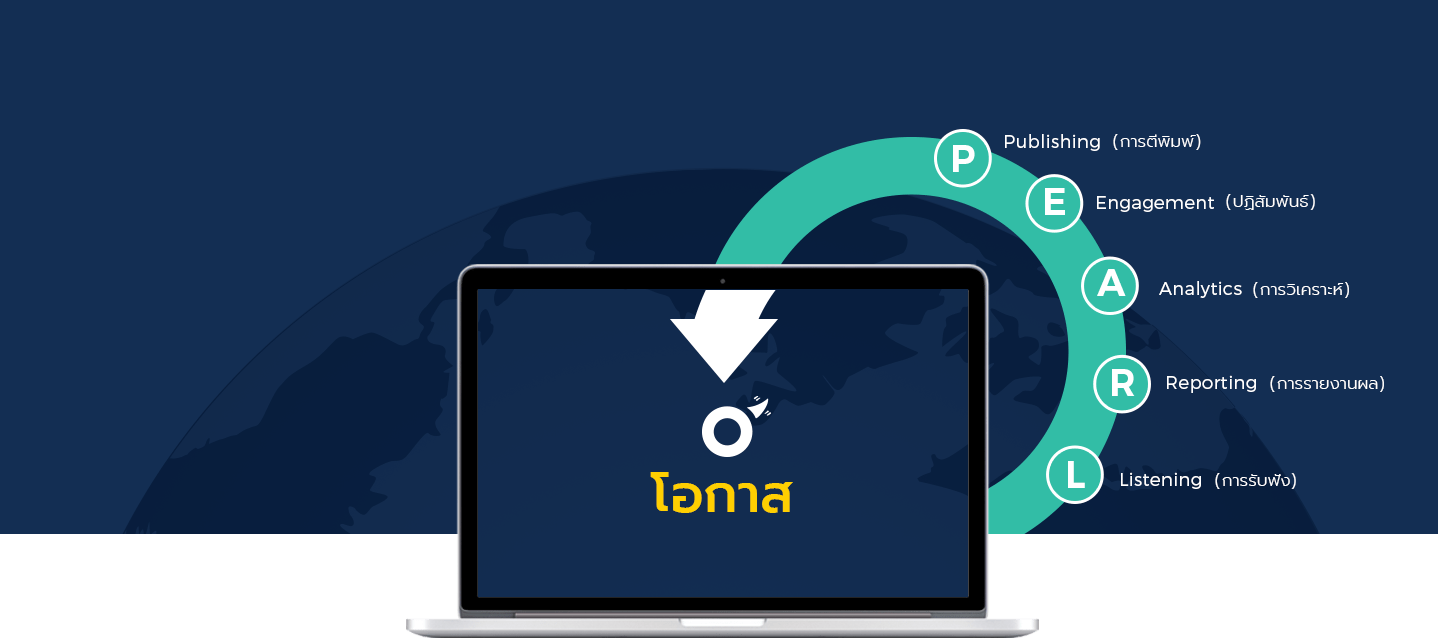 P Publishing (การตีพิมพ์)
E Engagement (ปฏิสัมพันธ์)
A Analytics (การวิเคราะห์)
R Reporting (การรายงานผล)
L Listening (การรับฟัง)
โอกาส